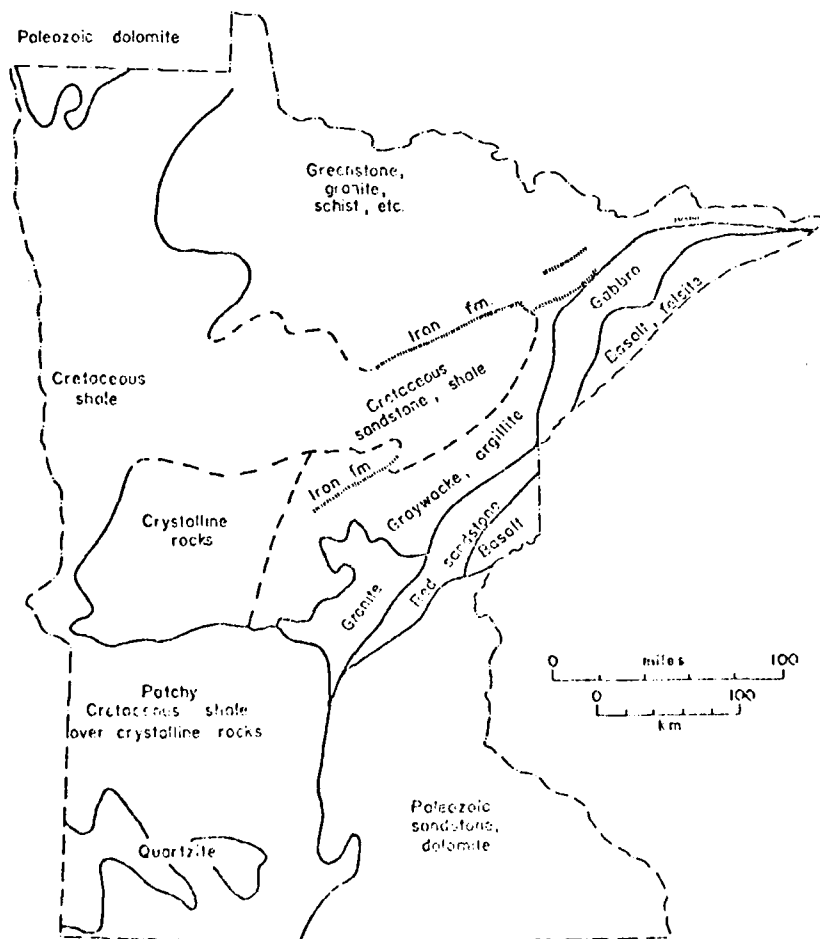 Paleozoic dolomite
Greenstone,
granite,
schist, etc.
Gabbro
Basalt, felsite
Iron fm.
Cretaceous
shale
Cretaceous
sandstone, shale
Iron fm
Graywacke, argillite
Crystalline
rocks
Red sandstone
Basalt
Granite
0 miles 100
0 100
km
Patchy
Cretaceous shale
over crystalline rocks
Paleozoic
sandstone,
dolomite
Quartzite